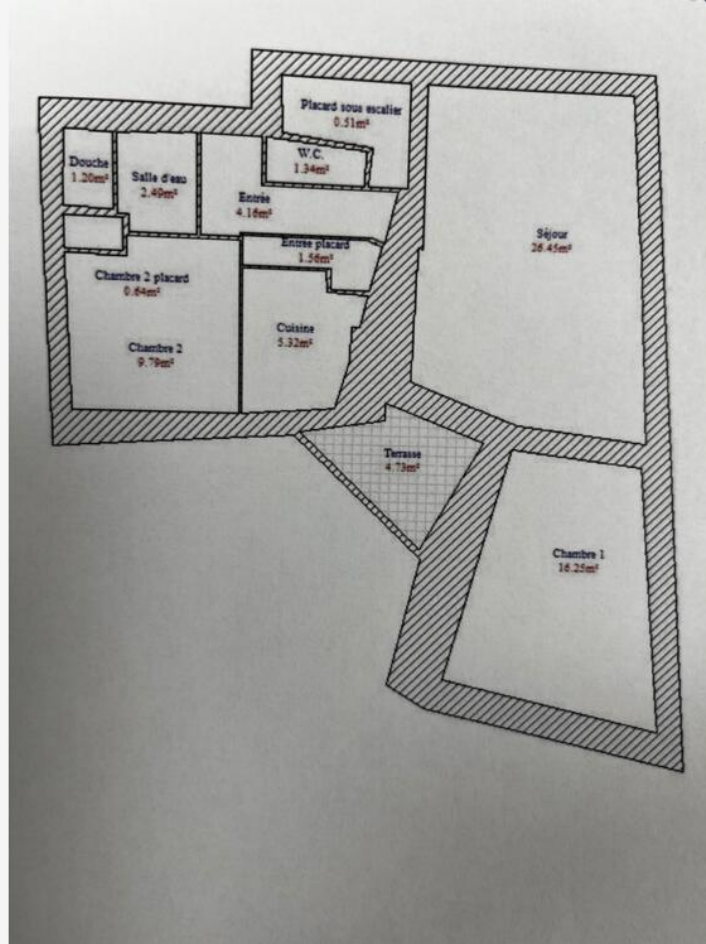 Placard sous escalier
0.51m²
W.C.
1.34m²
Douche
1.20m²
Salle d'eau
2.49m²
Entrée
4.16m²
Séjour
26.45m²
Entrée placard
1.56m²
Chambre 2 placard
0.64m²
Cuisine
5.32m²
Chambre 2
9.79m²
Terrasse
4.73m²
Chambre 1
16.25m²